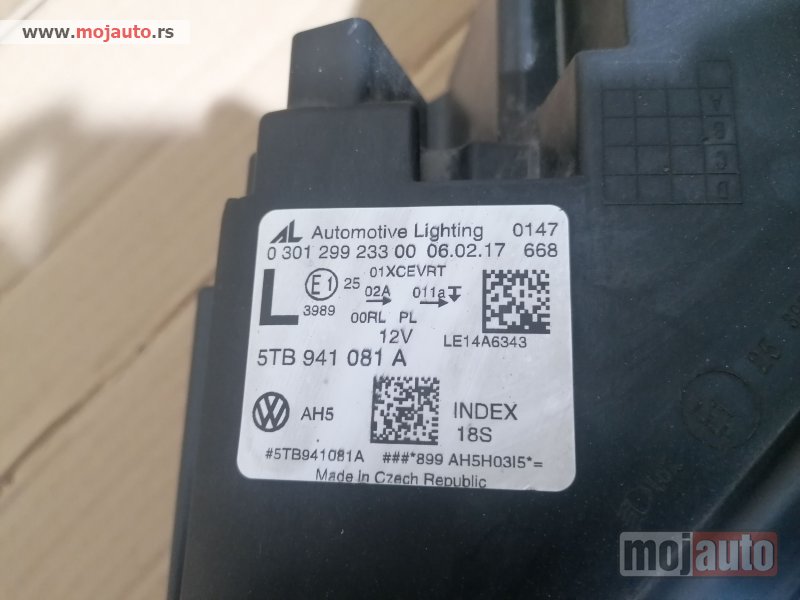 www.mojauto.rs
A
B
C
D
AL Automotive Lighting 0147
0 301 299 233 00 06.02.17 668
01XCEVRT
L E1 25 02A 011a
3989
00RL PL
12V LE14A6343
5TB 941 081 A
AH5 INDEX
18S
#5TB941081A ###*899 AH5H03I5*=
Made in Czech Republic
mojauto